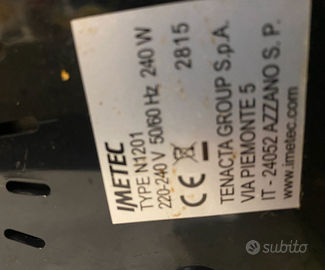 IMETEC
TYPE N1201
220-240 V 50/60 Hz 240 W
CE 2815
TENACTA GROUP S.p.A.
VIA PIEMONTE 5
IT - 24052 AZZANO S. P.
www.imetec.com
subito